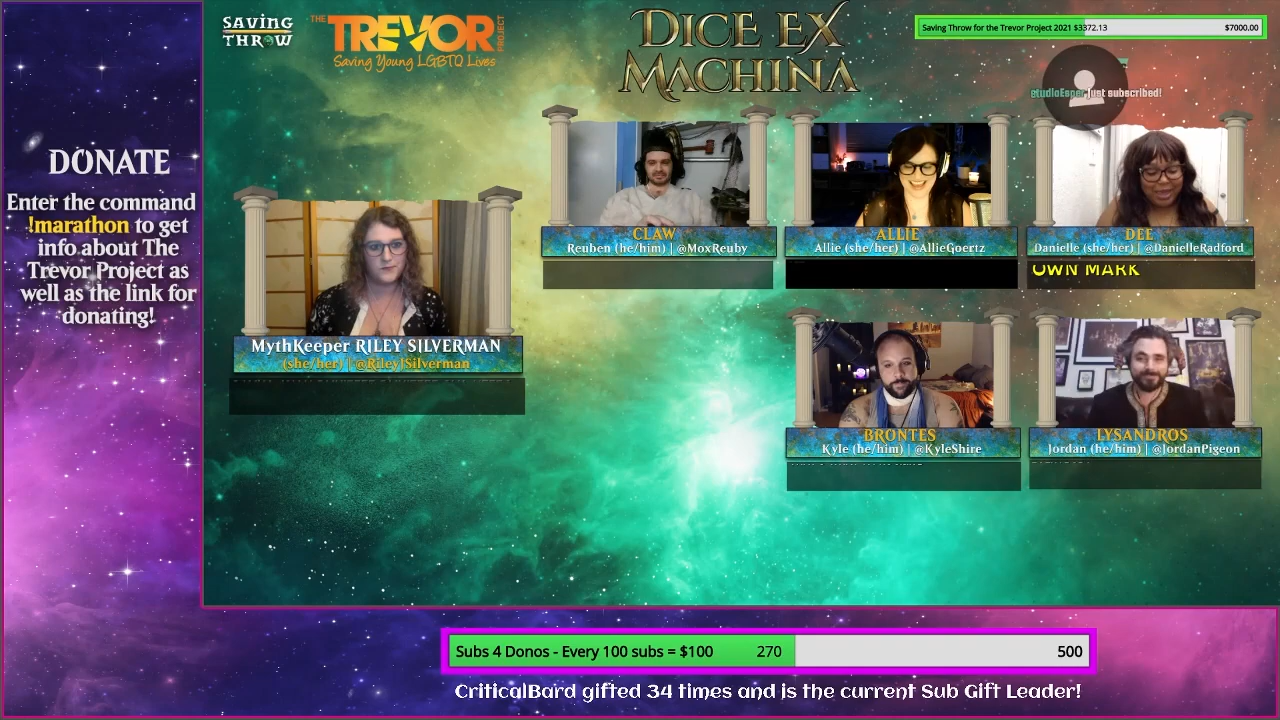 SAVING
THROW
THE TREVOR PROJECT
Saving Young LGBTQ Lives
DICE EX
MACHINA
Saving Throw for the Trevor Project 2021 $3372.13 $7000.00
studioEsper just subscribed!
DONATE
Enter the command
!marathon to get
info about The
Trevor Project as
well as the link for
donating!
CLAW
Reuben (he/him) | @MoxReuby
ALLIE
Allie (she/her) | @AllieGoertz
DEE
Danielle (she/her) | @DanielleRadford
OWN MARK
MythKeeper RILEY SILVERMAN
(she/her) | @RileyJSilverman
BRONTES
Kyle (he/him) | @KyleShire
LYSANDROS
Jordan (he/him) | @JordanPigeon
Subs 4 Donos - Every 100 subs = $100 270 500
CriticalBard gifted 34 times and is the current Sub Gift Leader!